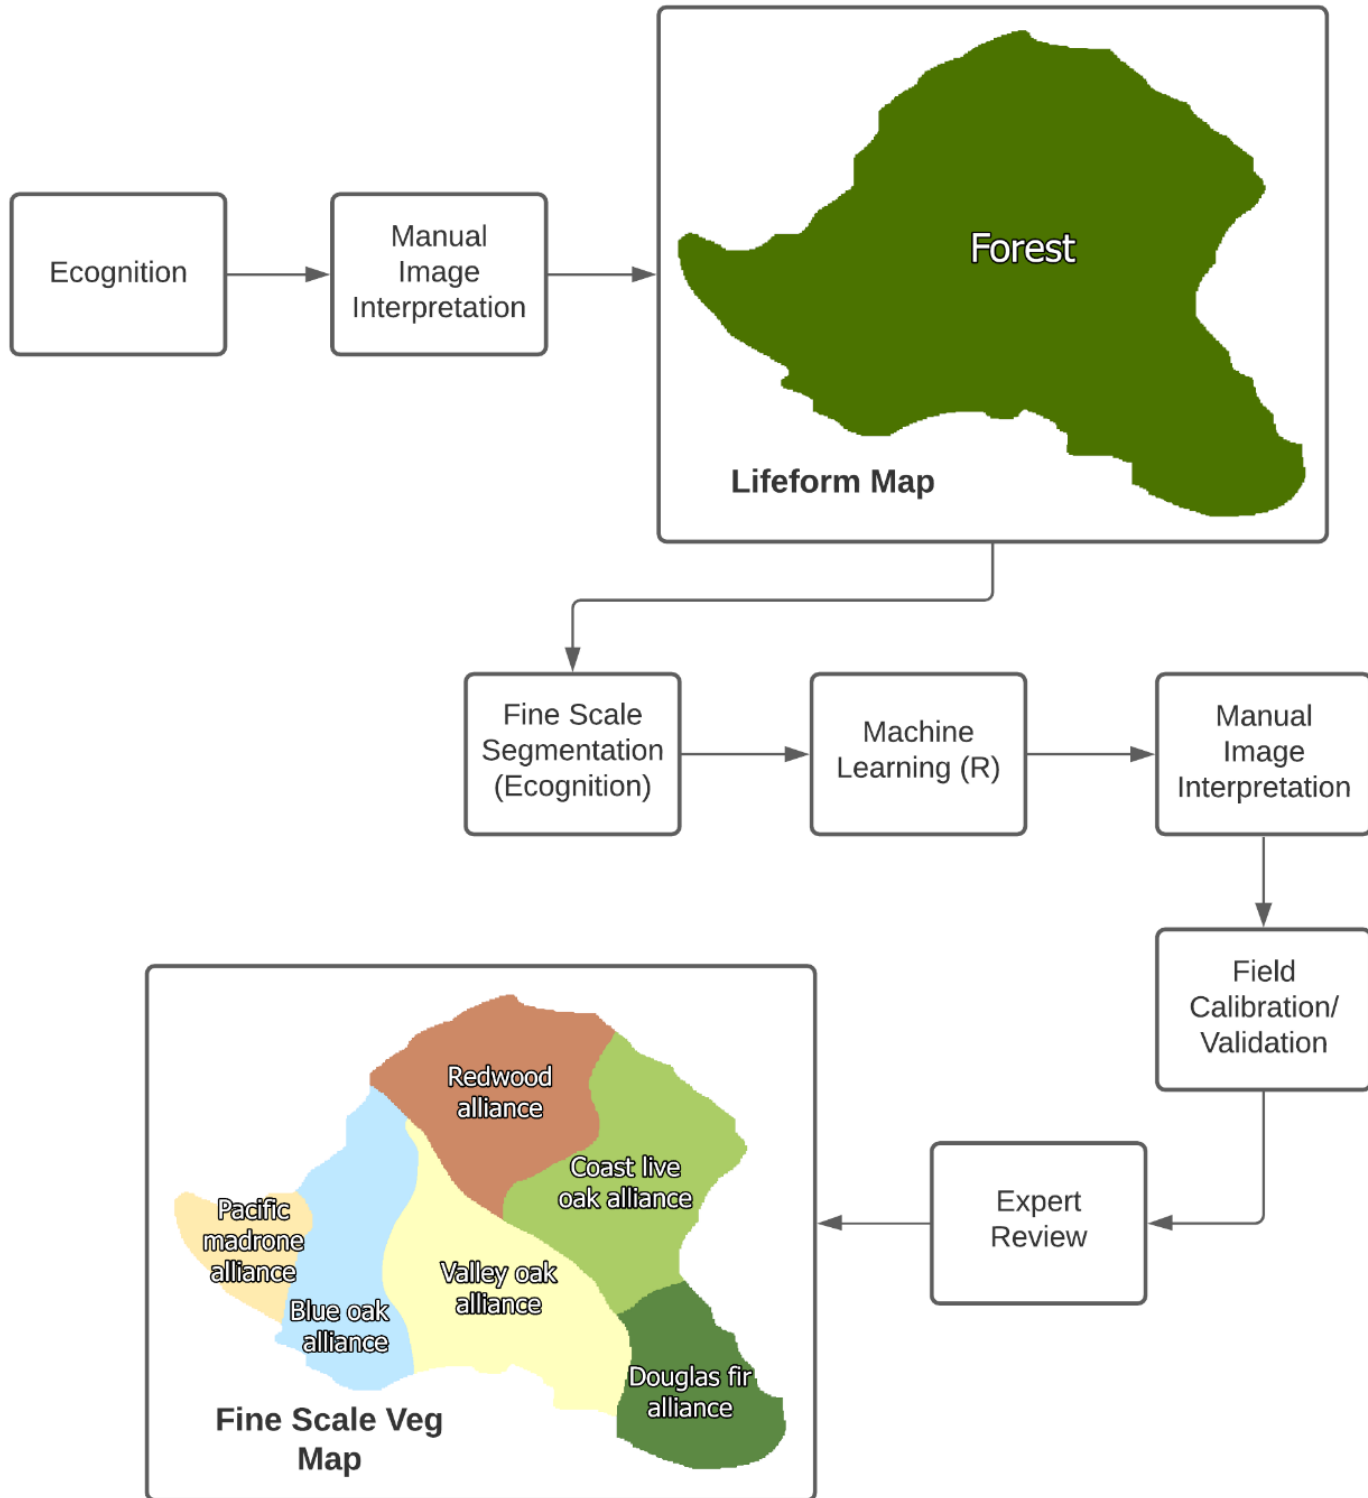 Ecognition
Manual
Image
Interpretation
Forest
Lifeform Map
Fine Scale
Segmentation
(Ecognition)
Machine
Learning (R)
Manual
Image
Interpretation
Field
Calibration/
Validation
Expert
Review
Redwood
alliance
Coast live
oak alliance
Pacific
madrone
alliance
Blue oak
alliance
Valley oak
alliance
Douglas fir
alliance
Fine Scale Veg
Map